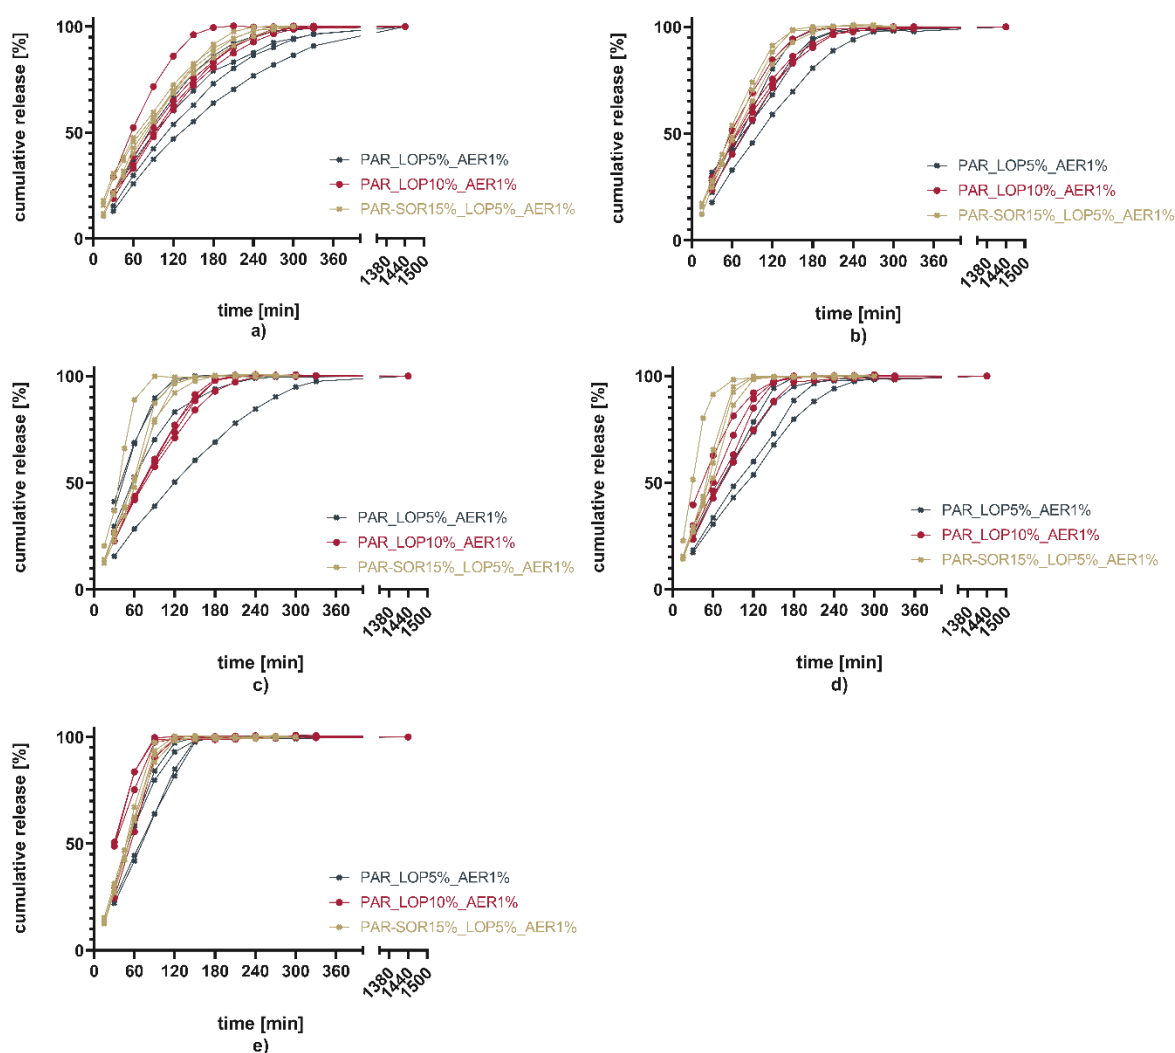 cumulative release [%]
100
50
0
PAR_LOP5%_AER1%
PAR_LOP10%_AER1%
PAR-SOR15%_LOP5%_AER1%
0 60 120 180 240 300 360 1380 1440 1500
time [min]
a)
cumulative release [%]
100
50
0
PAR_LOP5%_AER1%
PAR_LOP10%_AER1%
PAR-SOR15%_LOP5%_AER1%
0 60 120 180 240 300 360 1380 1440 1500
time [min]
b)
cumulative release [%]
100
50
0
PAR_LOP5%_AER1%
PAR_LOP10%_AER1%
PAR-SOR15%_LOP5%_AER1%
0 60 120 180 240 300 360 1380 1440 1500
time [min]
c)
cumulative release [%]
100
50
0
PAR_LOP5%_AER1%
PAR_LOP10%_AER1%
PAR-SOR15%_LOP5%_AER1%
0 60 120 180 240 300 360 1380 1440 1500
time [min]
d)
cumulative release [%]
100
50
0
PAR_LOP5%_AER1%
PAR_LOP10%_AER1%
PAR-SOR15%_LOP5%_AER1%
0 60 120 180 240 300 360 1380 1440 1500
time [min]
e)